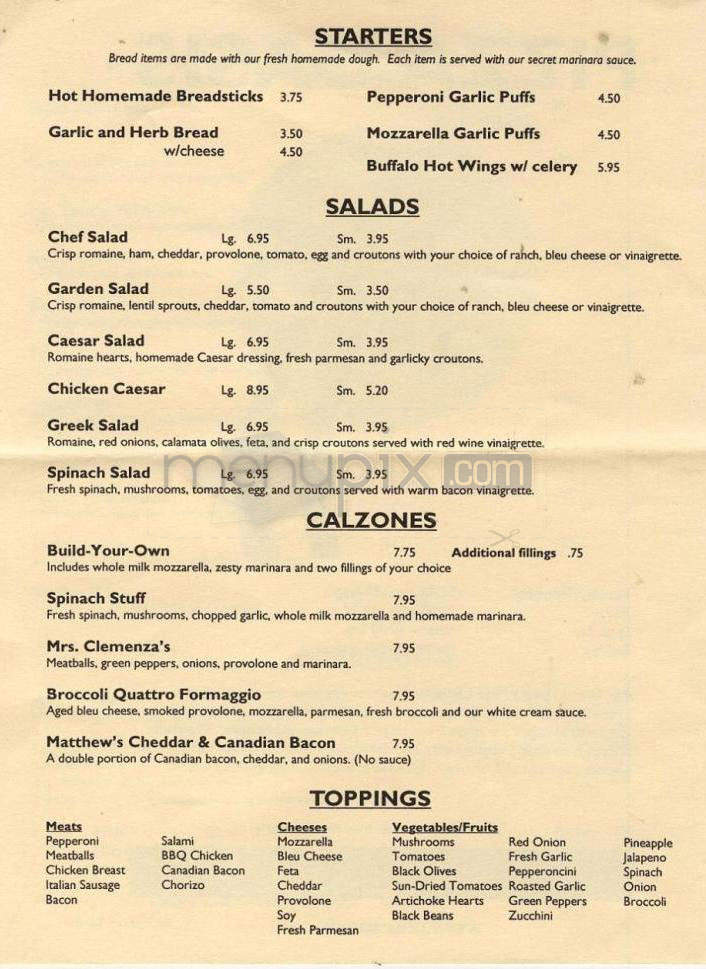 STARTERS
Bread items are made with our fresh homemade dough. Each item is served with our secret marinara sauce.
Hot Homemade Breadsticks 3.75
Garlic and Herb Bread 3.50
w/cheese 4.50
Pepperoni Garlic Puffs 4.50
Mozzarella Garlic Puffs 4.50
Buffalo Hot Wings w/ celery 5.95
SALADS
Chef Salad Lg. 6.95 Sm. 3.95
Crisp romaine, ham, cheddar, provolone, tomato, egg and croutons with your choice of ranch, bleu cheese or vinaigrette.
Garden Salad Lg. 5.50 Sm. 3.50
Crisp romaine, lentil sprouts, cheddar, tomato and croutons with your choice of ranch, bleu cheese or vinaigrette.
Caesar Salad Lg. 6.95 Sm. 3.95
Romaine hearts, homemade Caesar dressing, fresh parmesan and garlicky croutons.
Chicken Caesar Lg. 8.95 Sm. 5.20
Greek Salad Lg. 6.95 Sm. 3.95
Romaine, red onions, calamata olives, feta, and crisp croutons served with red wine vinaigrette.
Spinach Salad Lg. 6.95 Sm. 3.95
Fresh spinach, mushrooms, tomatoes, egg, and croutons served with warm bacon vinaigrette.
menupix.com
CALZONES
Build-Your-Own 7.75 Additional fillings .75
Includes whole milk mozzarella, zesty marinara and two fillings of your choice
Spinach Stuff 7.95
Fresh spinach, mushrooms, chopped garlic, whole milk mozzarella and homemade marinara.
Mrs. Clemenza's 7.95
Meatballs, green peppers, onions, provolone and marinara.
Broccoli Quattro Formaggio 7.95
Aged bleu cheese, smoked provolone, mozzarella, parmesan, fresh broccoli and our white cream sauce.
Matthew's Cheddar & Canadian Bacon 7.95
A double portion of Canadian bacon, cheddar, and onions. (No sauce)
TOPPINGS
Meats
Pepperoni
Meatballs
Chicken Breast
Italian Sausage
Bacon
Salami
BBQ Chicken
Canadian Bacon
Chorizo
Cheeses
Mozzarella
Bleu Cheese
Feta
Cheddar
Provolone
Soy
Fresh Parmesan
Vegetables/Fruits
Mushrooms
Tomatoes
Black Olives
Sun-Dried Tomatoes
Artichoke Hearts
Black Beans
Red Onion
Fresh Garlic
Pepperoncini
Roasted Garlic
Green Peppers
Zucchini
Pineapple
Jalapeno
Spinach
Onion
Broccoli